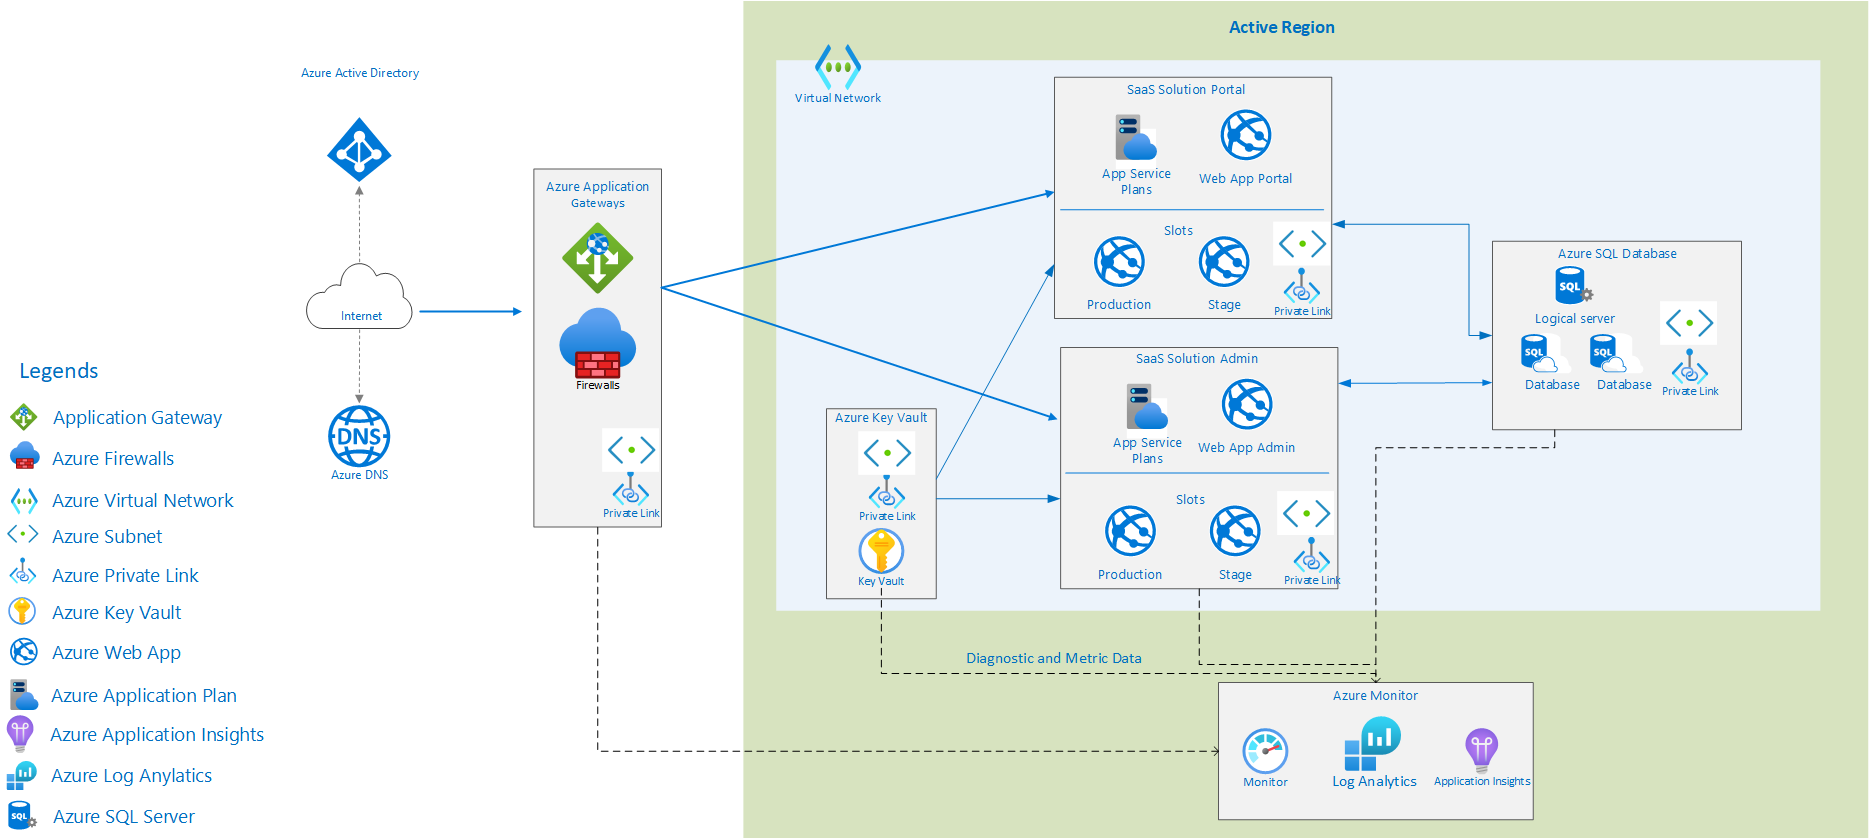 Active Region
Azure Active Directory
Virtual Network
SaaS Solution Portal
App Service
Plans
Web App Portal
Slots
Production
Stage
Private Link
Azure Application
Gateways
Firewalls
Private Link
Internet
Azure DNS
Azure SQL Database
SQL
Logical server
SQL
SQL
Database
Database
Private Link
SaaS Solution Admin
App Service
Plans
Web App Admin
Slots
Production
Stage
Private Link
Azure Key Vault
Private Link
Key Vault
DNS
Diagnostic and Metric Data
Azure Monitor
Monitor
Log Analytics
Application Insights
Legends
Application Gateway
Azure Firewalls
Azure Virtual Network
Azure Subnet
Azure Private Link
Azure Key Vault
Azure Web App
Azure Application Plan
Azure Application Insights
Azure Log Anylatics
SQL
Azure SQL Server